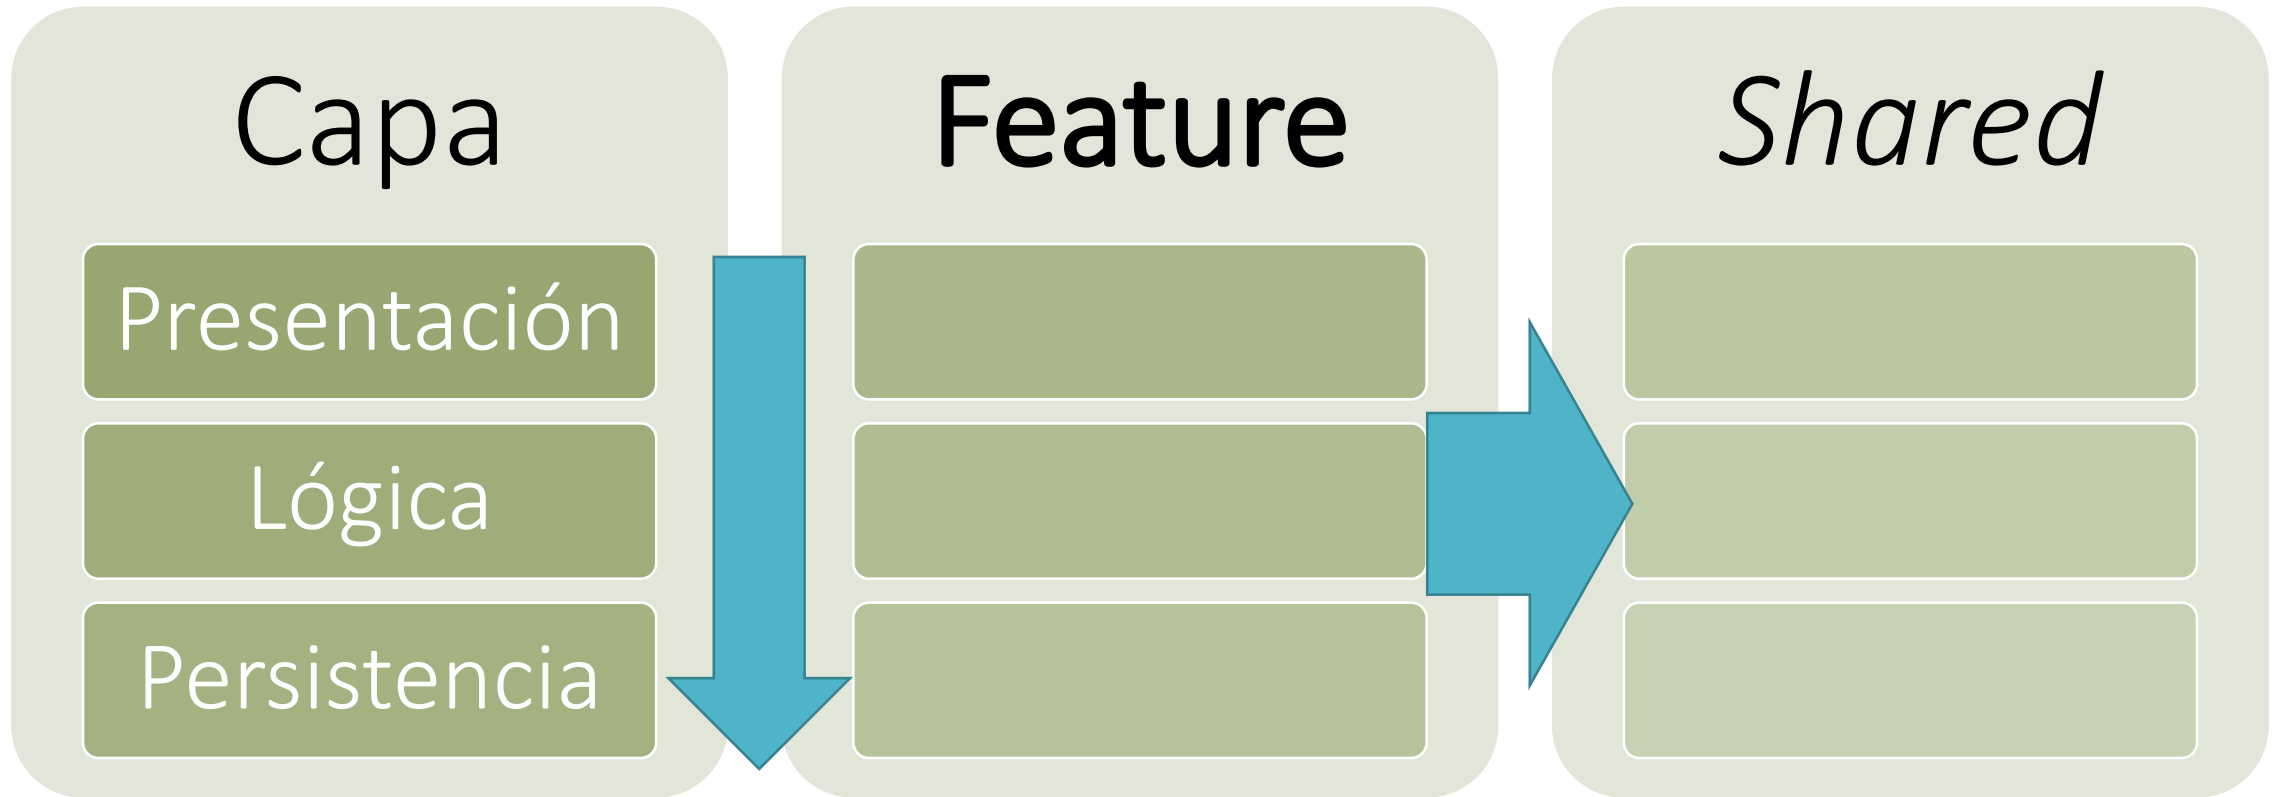 Capa
Feature
Shared
Presentación
Lógica
Persistencia